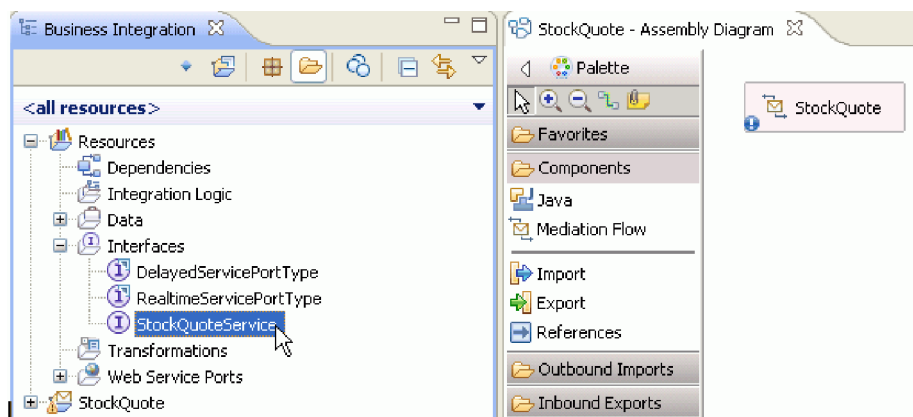 Business Integration
<all resources>
Resources
Dependencies
Integration Logic
Data
Interfaces
DelayedServicePortType
RealtimeServicePortType
StockQuoteService
Transformations
Web Service Ports
StockQuote
StockQuote - Assembly Diagram
Palette
Favorites
Components
Java
Mediation Flow
Import
Export
References
Outbound Imports
Inbound Exports
StockQuote